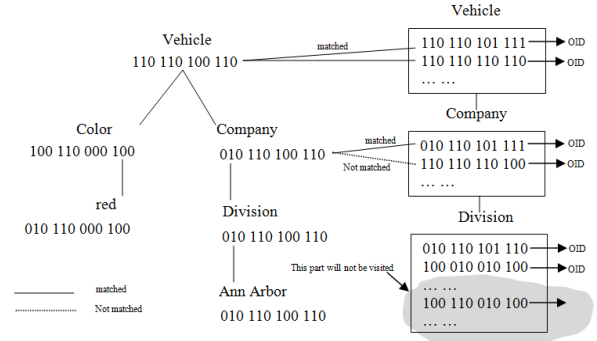 Vehicle
110 110 100 110
matched
Vehicle
110 110 101 111 OID
110 110 110 110 OID
... ...
Color
100 110 000 100
Company
010 110 100 110
matched
Not matched
Company
010 110 101 111 OID
110 110 110 100 OID
... ...
red
010 110 000 100
Division
010 110 100 110
Division
010 110 101 110 OID
100 010 010 100 OID
... ...
100 110 010 100
... ...
This part will not be visited
Ann Arbor
010 110 100 110
matched
Not matched